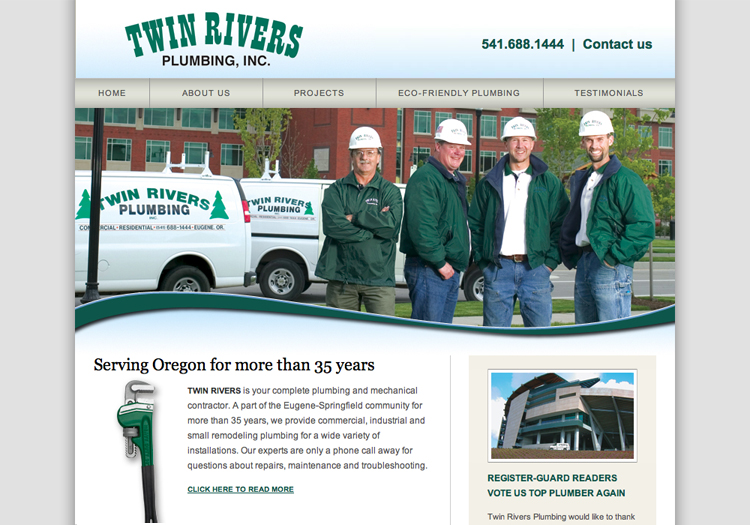 TWIN RIVERS
PLUMBING, INC.
541.688.1444 | Contact us
HOME
ABOUT US
PROJECTS
ECO-FRIENDLY PLUMBING
TESTIMONIALS
TWIN RIVERS
PLUMBING
INC.
COMMERCIAL · RESIDENTIAL · (541) 688-1444 · EUGENE, OR.
TWIN RIVERS
PLUMBING
Serving Oregon for more than 35 years
TWIN RIVERS is your complete plumbing and mechanical
contractor. A part of the Eugene-Springfield community for
more than 35 years, we provide commercial, industrial and
small remodeling plumbing for a wide variety of
installations. Our experts are only a phone call away for
questions about repairs, maintenance and troubleshooting.
CLICK HERE TO READ MORE
REGISTER-GUARD READERS
VOTE US TOP PLUMBER AGAIN
Twin Rivers Plumbing would like to thank